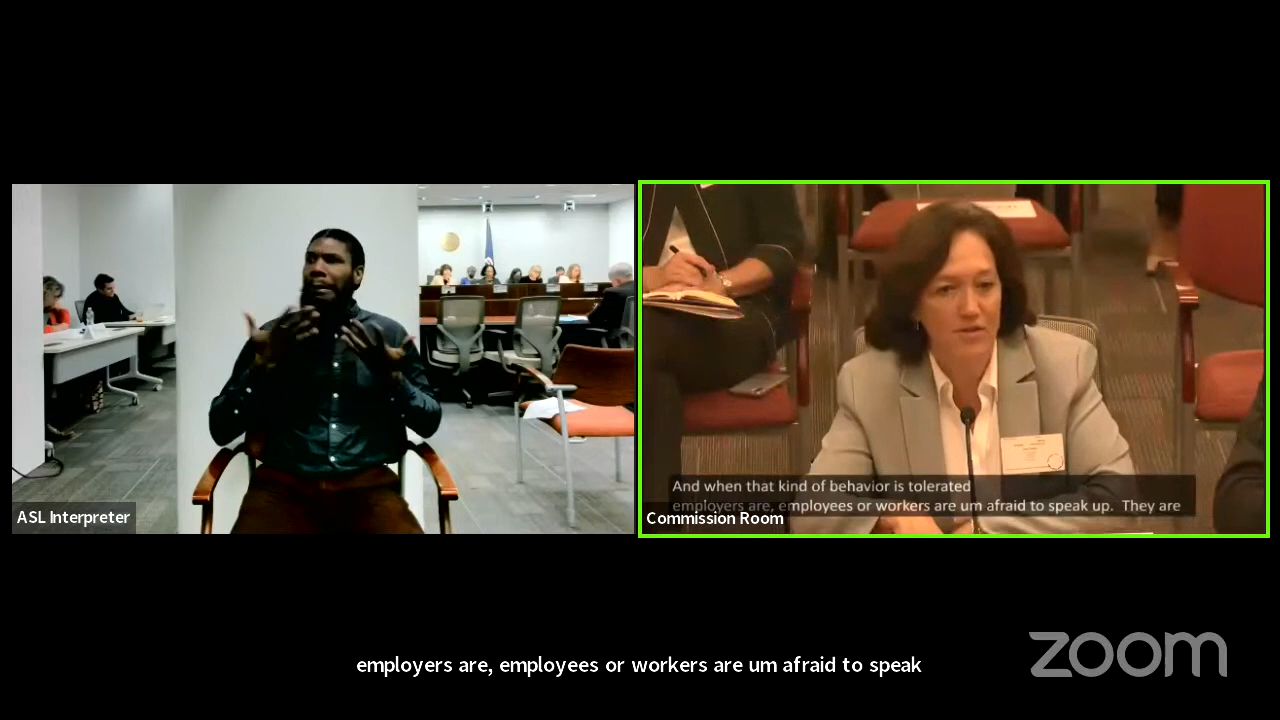 ASL Interpreter
And when that kind of behavior is tolerated
employers are, employees or workers are um afraid to speak up. They are
Commission Room
employers are, employees or workers are um afraid to speak
zoom